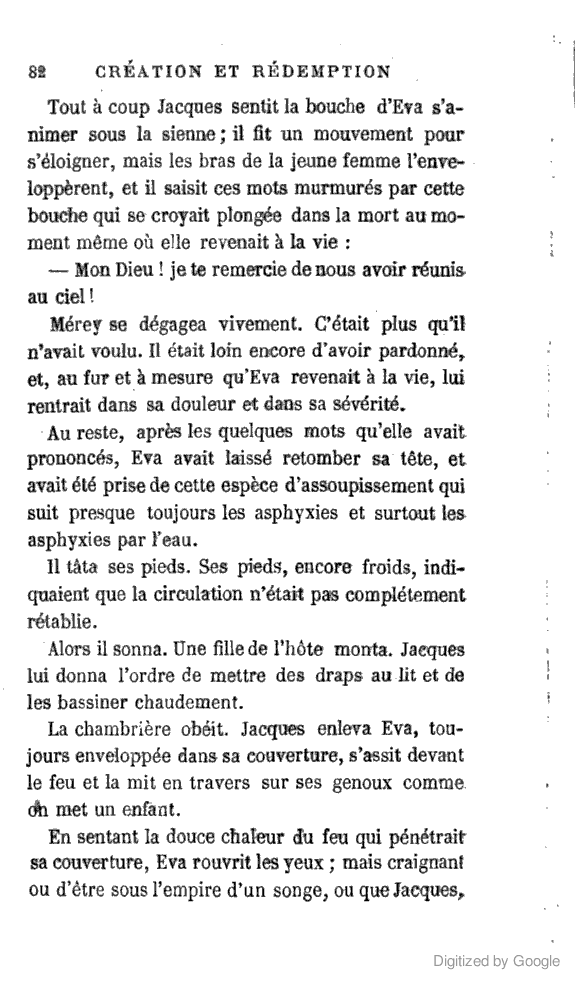 82 CRÉATION ET RÉDEMPTION
Tout à coup Jacques sentit la bouche d'Eva s'a-
nimer sous la sienne ; il fit un mouvement pour
s'éloigner, mais les bras de la jeune femme l'enve-
loppèrent, et il saisit ces mots murmurés par cette
bouche qui se croyait plongée dans la mort au mo-
ment même où elle revenait à la vie :
— Mon Dieu ! je te remercie de nous avoir réunis
au ciel !
Mérey se dégagea vivement. C'était plus qu'il
n'avait voulu. Il était loin encore d'avoir pardonné,
et, au fur et à mesure qu'Eva revenait à la vie, lui
rentrait dans sa douleur et dans sa sévérité.
Au reste, après les quelques mots qu'elle avait
prononcés, Eva avait laissé retomber sa tête, et
avait été prise de cette espèce d'assoupissement qui
suit presque toujours les asphyxies et surtout les
asphyxies par l'eau.
Il tâta ses pieds. Ses pieds, encore froids, indi-
quaient que la circulation n'était pas complétement
rétablie.
Alors il sonna. Une fille de l'hôte monta. Jacques
lui donna l'ordre de mettre des draps au lit et de
les bassiner chaudement.
La chambrière obéit. Jacques enleva Eva, tou-
jours enveloppée dans sa couverture, s'assit devant
le feu et la mit en travers sur ses genoux comme
on met un enfant.
En sentant la douce chaleur du feu qui pénétrait
sa couverture, Eva rouvrit les yeux ; mais craignant
ou d'être sous l'empire d'un songe, ou que Jacques,
Digitized by Google